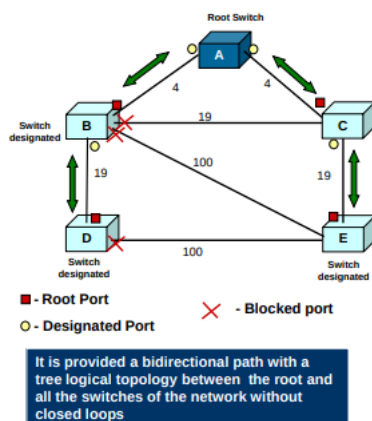 Root Switch
A
4
4
Switch
designated
B
19
C
100
19
19
D
E
100
Switch
designated
Switch
designated
- Root Port
- Designated Port
- Blocked port
It is provided a bidirectional path with a
tree logical topology between the root and
all the switches of the network without
closed loops